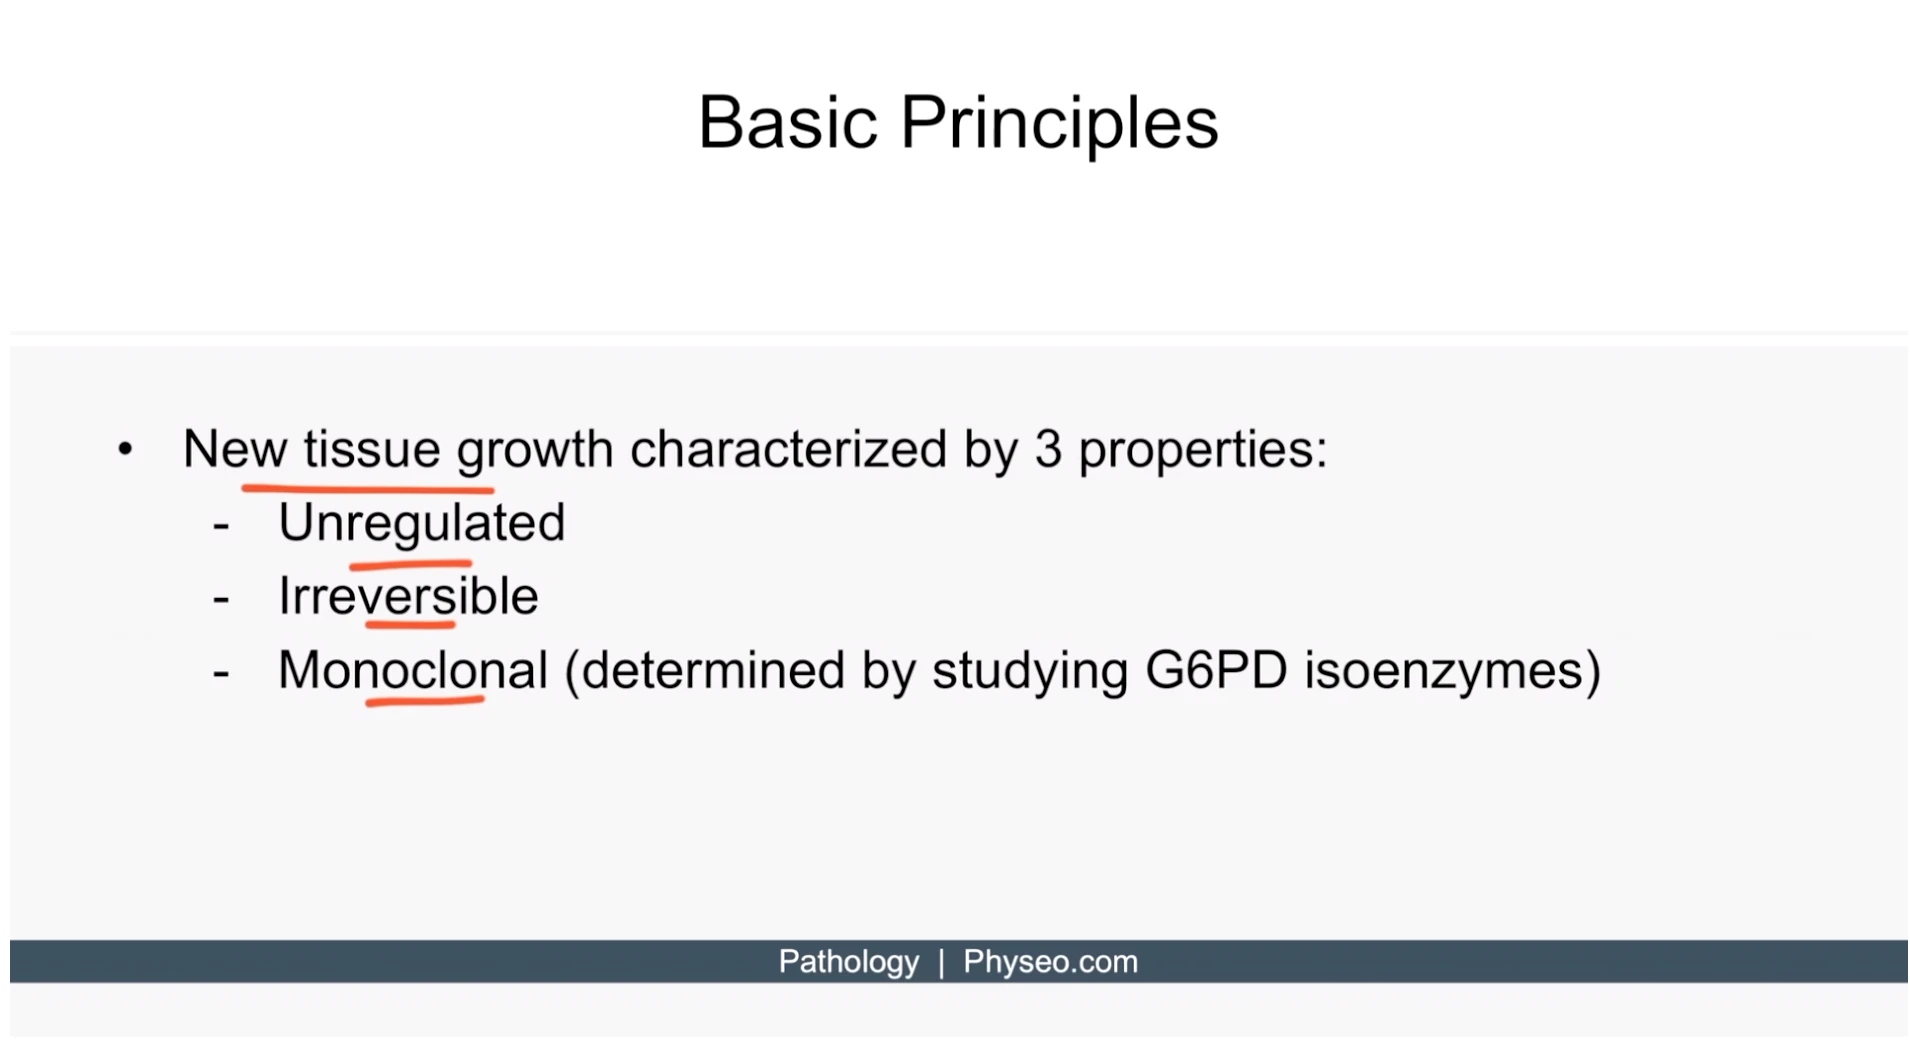 Basic Principles
• New tissue growth characterized by 3 properties:
- Unregulated
- Irreversible
- Monoclonal (determined by studying G6PD isoenzymes)
Pathology | Physeo.com